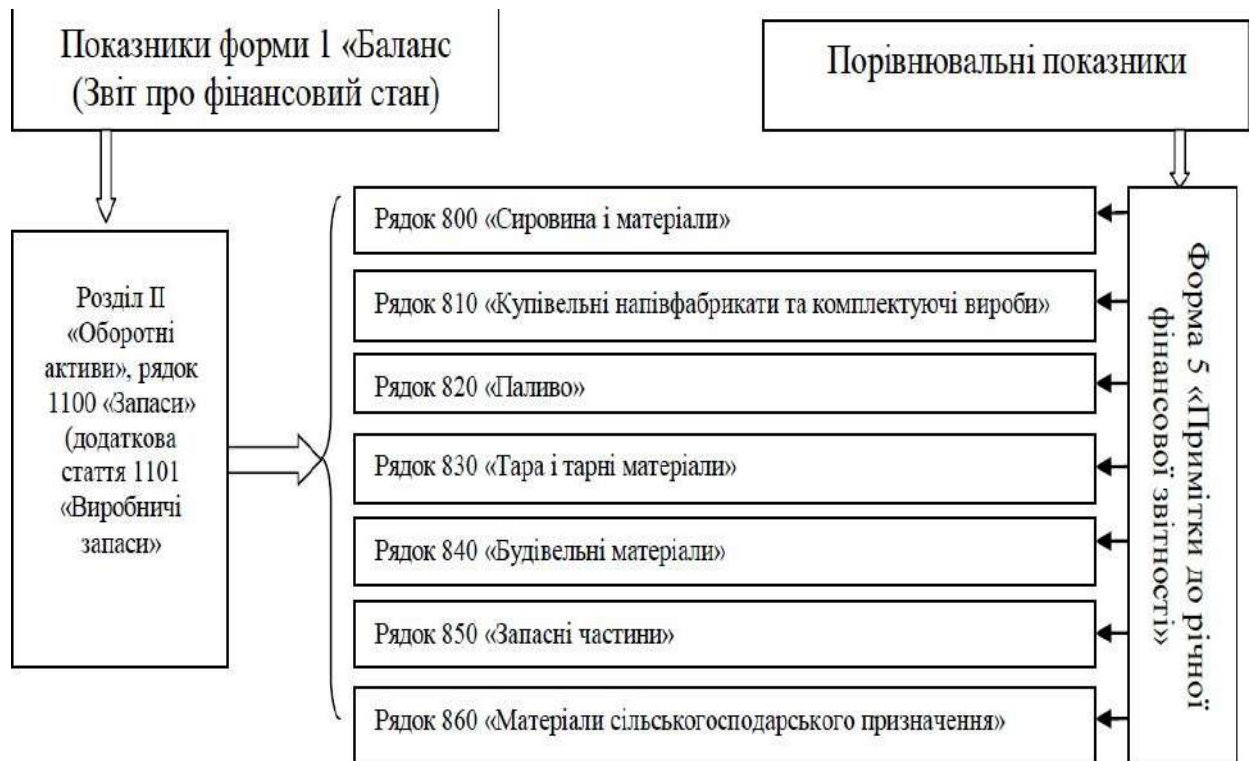 Показники форми 1 «Баланс
(Звіт про фінансовий стан)
Порівнювальні показники
Розділ ІІ
«Оборотні
активи», рядок
1100 «Запаси»
(додаткова
стаття 1101
«Виробничі
запаси»
Рядок 800 «Сировина і матеріали»
Рядок 810 «Купівельні напівфабрикати та комплектуючі вироби»
Рядок 820 «Паливо»
Рядок 830 «Тара і тарні матеріали»
Рядок 840 «Будівельні матеріали»
Рядок 850 «Запасні частини»
Рядок 860 «Матеріали сільськогосподарського призначення»
Форма 5 «Примітки до річної
фінансової звітності»